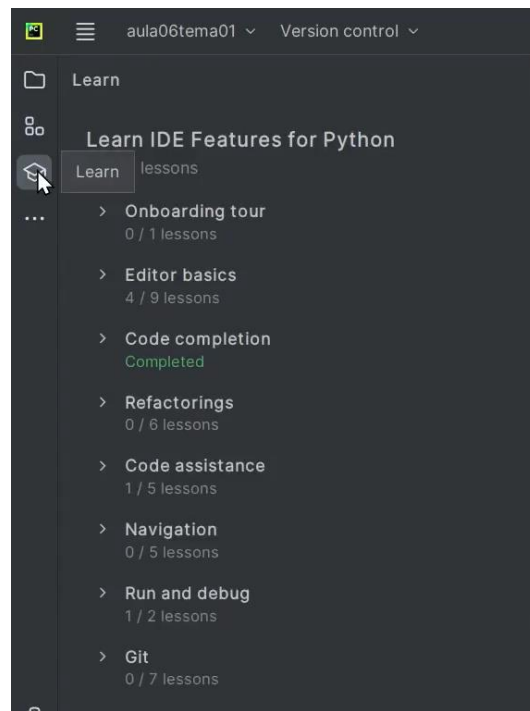 PC
aula06tema01 Version control
Learn
Learn IDE Features for Python
Learn lessons
Onboarding tour
0 / 1 lessons
Editor basics
4 / 9 lessons
Code completion
Completed
Refactorings
0 / 6 lessons
Code assistance
1 / 5 lessons
Navigation
0 / 5 lessons
Run and debug
1 / 2 lessons
Git
0 / 7 lessons